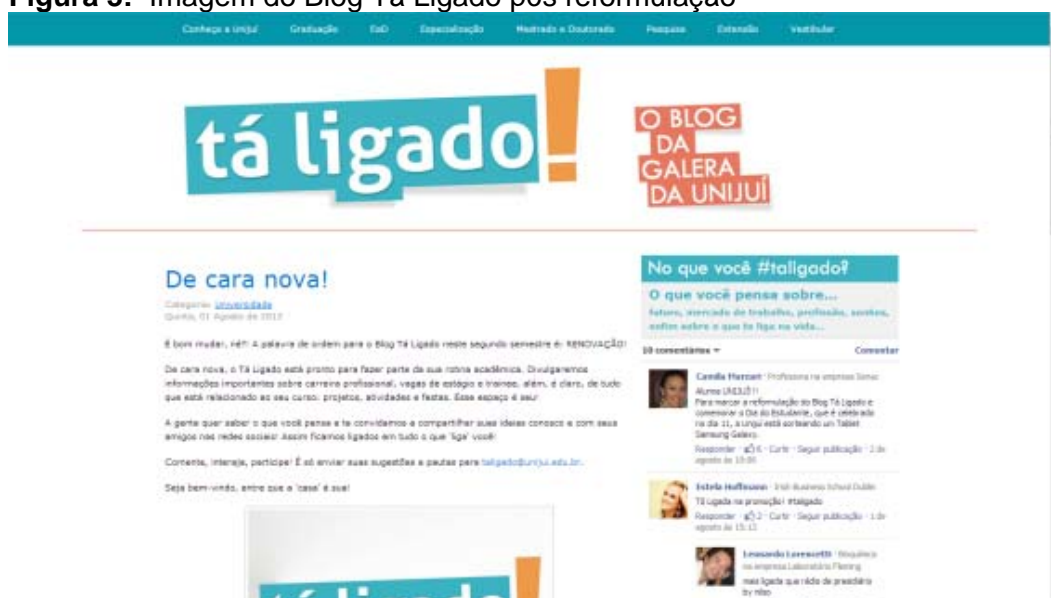 Figura 5: Imagem do Blog Tá Ligado pós reformulação
Conheça a Unijuí Graduação EaD Especialização Mestrado e Doutorado Pesquisa Extensão Vestibular
tá ligado!
O BLOG
DA
GALERA
DA UNIJUÍ
De cara nova!
Categoria: Universidade
Quinta, 01 Agosto de 2013
É bom mudar, né?! A palavra de ordem para o Blog Tá Ligado neste segundo semestre é: RENOVAÇÃO!
De cara nova, o Tá Ligado está pronto para fazer parte da sua rotina acadêmica. Divulgaremos
informações importantes sobre carreira profissional, vagas de estágio e trainee, além, é claro, de tudo
que está relacionado ao seu curso: projetos, atividades e festas. Esse espaço é seu!
A gente quer saber o que você pensa e te convidamos a compartilhar suas ideias conosco e com seus
amigos nas redes sociais! Assim ficamos ligados em tudo o que 'liga' você!
Comente, interaja, participe! É só enviar suas sugestões e pautas para taligado@unijui.edu.br.
Seja bem-vindo, entre que a 'casa' é sua!
tá ligado!
No que você #taligado?
O que você pensa sobre...
futuro, mercado de trabalho, profissão, sonhos,
enfim sobre o que te liga na vida...
10 comentários
Comentar
Camila Marcart · Professora na empresa Senac
Alunos UNIJUÍ!!
Para marcar a reformulação do Blog Tá Ligado e
comemorar o Dia do Estudante, que é celebrado
no dia 11, a Unijuí está sorteando um Tablet
Samsung Galaxy.
Responder · 6 · Curtir · Seguir publicação · 2 de
agosto às
Estela Hoffmann · Irish Business School Dublin
Tô Ligada na promoção! #taligado
Responder · 2 · Curtir · Seguir publicação · 1 de
agosto às 15:12
Leonardo Lorencetti · Bioquímico
na empresa Laboratório Fleming
mais ligada que rádio de presidiário